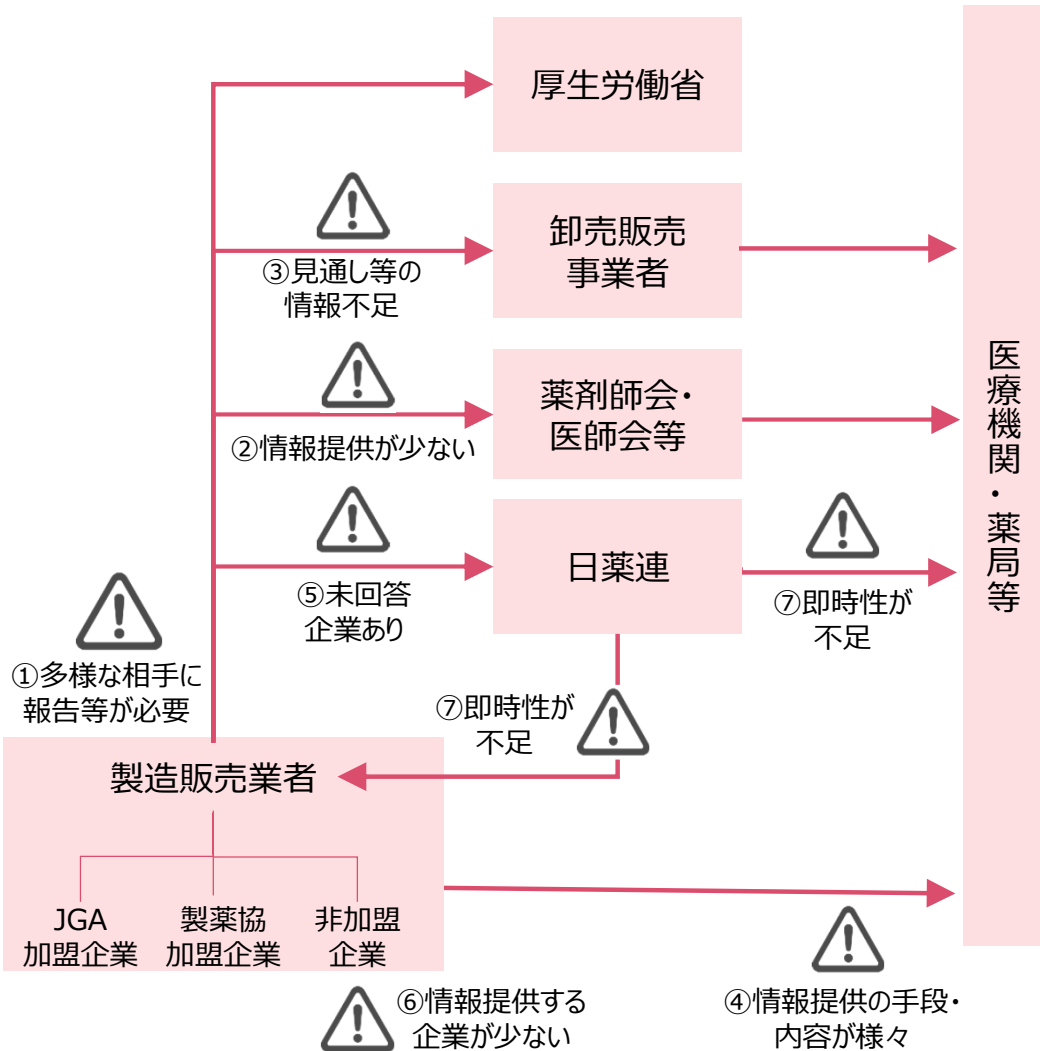 厚生労働省
③見通し等の
情報不足
卸売販売
事業者
②情報提供が少ない
薬剤師会・
医師会等
⑤未回答
企業あり
日薬連
⑦即時性が
不足
医療機関・薬局等
①多様な相手に
報告等が必要
⑦即時性が
不足
製造販売業者
JGA
加盟企業
製薬協
加盟企業
非加盟
企業
⑥情報提供する
企業が少ない
④情報提供の手段・
内容が様々